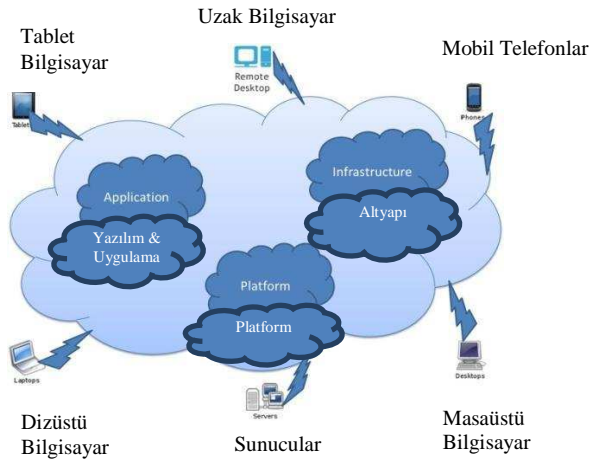 Uzak Bilgisayar
Tablet
Bilgisayar
Mobil Telefonlar
Remote
Desktop
Tablet
Phones
Application
Yazılım &
Uygulama
Infrastructure
Altyapı
Platform
Platform
Laptops
Servers
Desktops
Dizüstü
Bilgisayar
Sunucular
Masaüstü
Bilgisayar